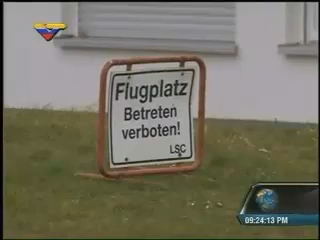 Flugplatz
Betreten
verboten!
LSC
09:24:13 PM